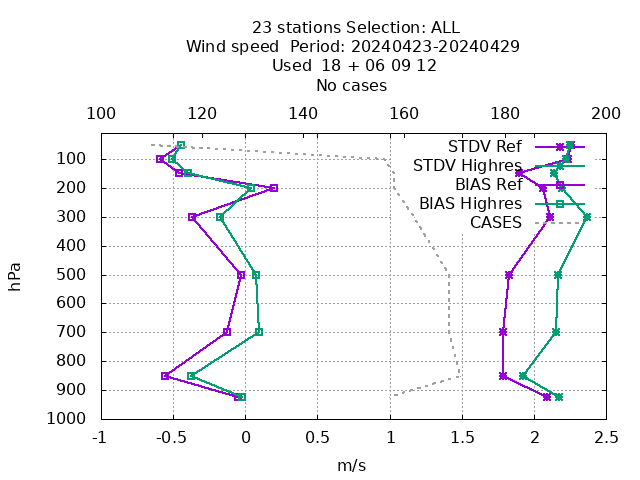 23 stations Selection: ALL
Wind speed  Period: 20240423-20240429
Used  18 + 06 09 12
No cases
100 120 140 160 180 200
STDV Ref
STDV Highres
BIAS Ref
BIAS Highres
CASES
hPa
100
200
300
400
500
600
700
800
900
1000
-1 -0.5 0 0.5 1 1.5 2 2.5
m/s